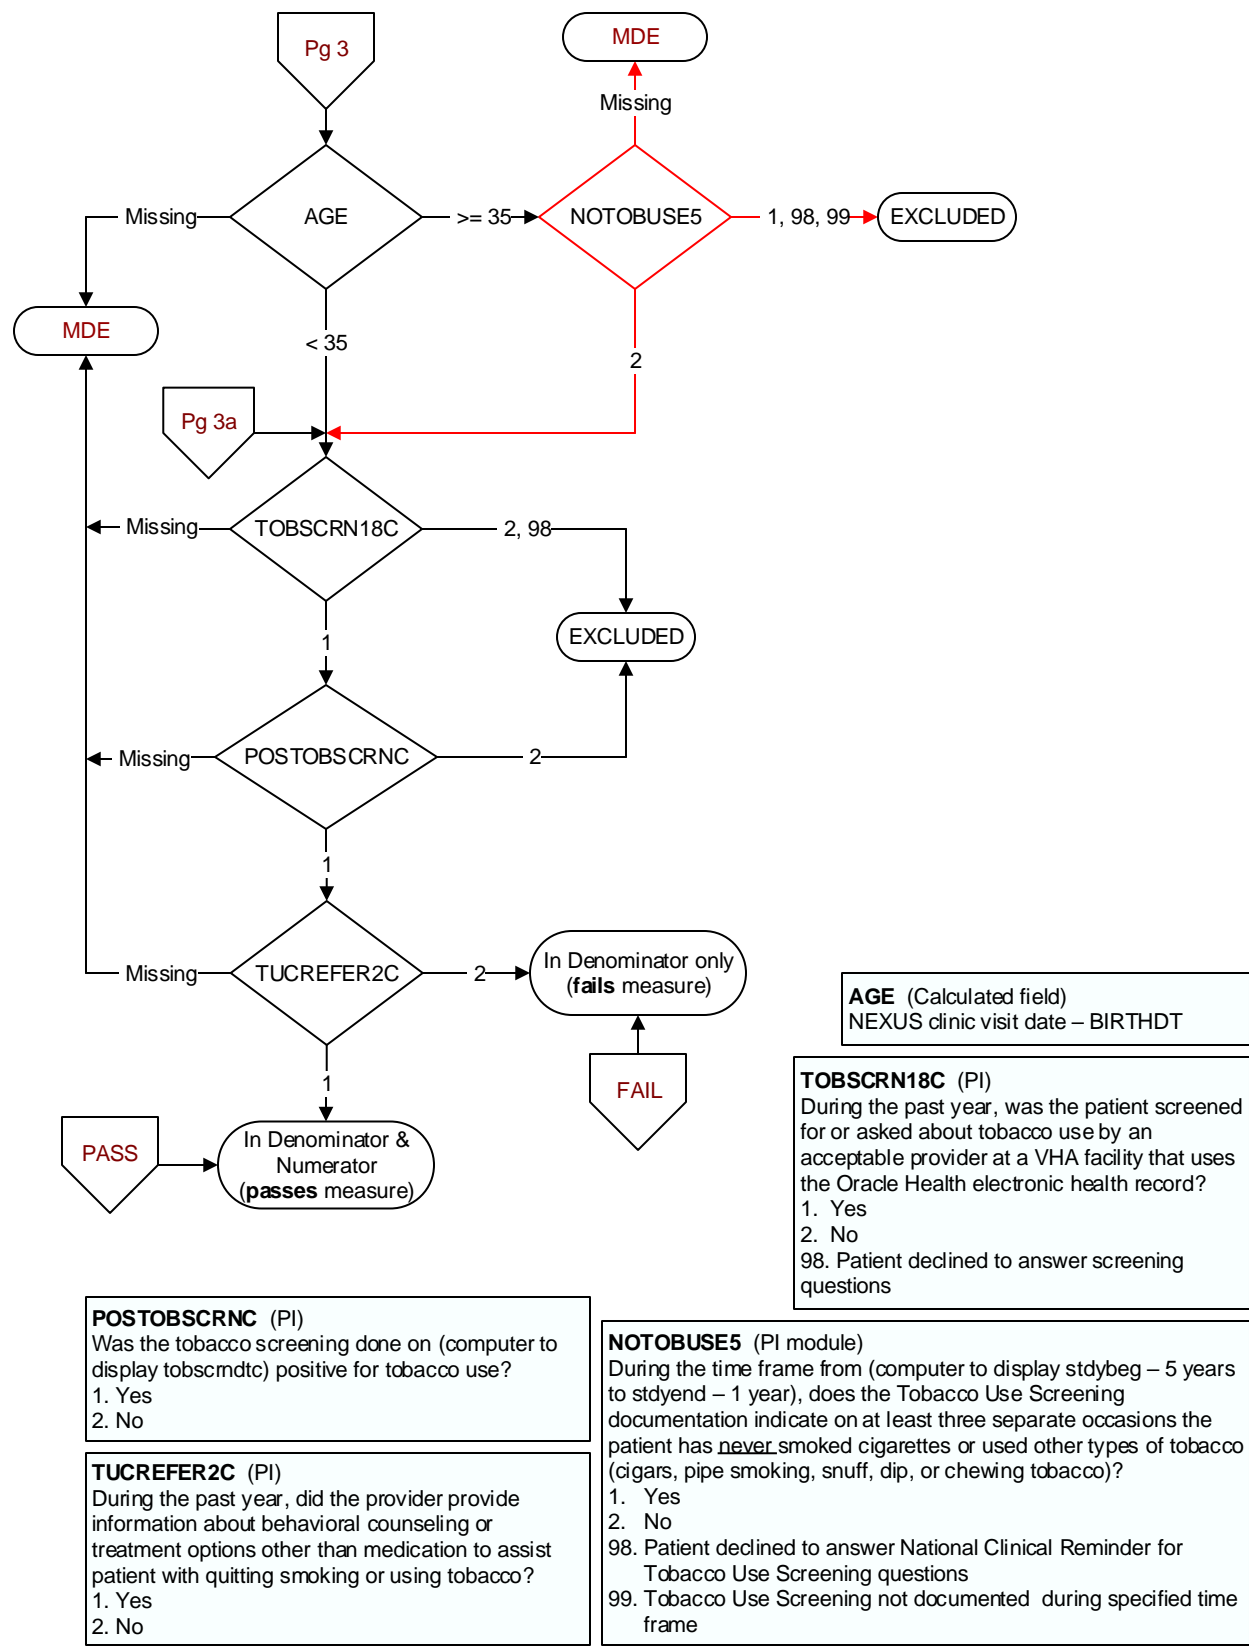 Pg 3
MDE
Missing
AGE
Missing
>= 35
NOTOBUSE5
1, 98, 99
EXCLUDED
MDE
< 35
2
Pg 3a
TOBSCRN18C
Missing
2, 98
1
EXCLUDED
POSTOBSCRNC
Missing
2
1
TUCREFER2C
Missing
2
In Denominator only
(fails measure)
FAIL
1
PASS
In Denominator &
Numerator
(passes measure)
AGE (Calculated field)
NEXUS clinic visit date – BIRTHDT
TOBSCRN18C (PI)
During the past year, was the patient screened
for or asked about tobacco use by an
acceptable provider at a VHA facility that uses
the Oracle Health electronic health record?
1. Yes
2. No
98. Patient declined to answer screening
questions
POSTOBSCRNC (PI)
Was the tobacco screening done on (computer to
display tobscrndtc) positive for tobacco use?
1. Yes
2. No
TUCREFER2C (PI)
During the past year, did the provider provide
information about behavioral counseling or
treatment options other than medication to assist
patient with quitting smoking or using tobacco?
1. Yes
2. No
NOTOBUSE5 (PI module)
During the time frame from (computer to display stdybeg – 5 years
to stdyend – 1 year), does the Tobacco Use Screening
documentation indicate on at least three separate occasions the
patient has never smoked cigarettes or used other types of tobacco
(cigars, pipe smoking, snuff, dip, or chewing tobacco)?
1. Yes
2. No
98. Patient declined to answer National Clinical Reminder for
Tobacco Use Screening questions
99. Tobacco Use Screening not documented during specified time
frame